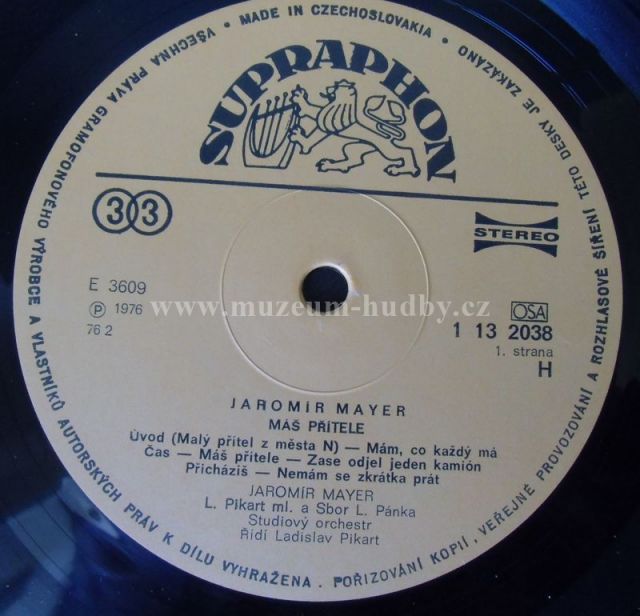 VŠECHNA PRÁVA GRAMOFONOVÉHO VÝROBCE A VLASTNÍKŮ AUTORSKÝCH PRÁV K DÍLU VYHRAŽENA . POŘIZOVÁNÍ KOPIÍ , VEŘEJNÉ PROVOZOVÁNÍ A ROZHLASOVÉ ŠÍŘENÍ TÉTO DESKY JE ZAKÁZÁNO • MADE IN CZECHOSLOVAKIA •
SUPRAPHON
33
STEREO
E 3609
℗ 1976
76 2
www.muzeum-hudby.cz
OSA
1 13 2038
1. strana
H
JAROMÍR MAYER
MÁŠ PŘÍTELE
Úvod (Malý přítel z města N) — Mám, co každý má
Čas — Máš přítele — Zase odjel jeden kamión
Přicházíš — Nemám se zkrátka prát
JAROMÍR MAYER
L. Pikart ml. a Sbor L. Pánka
Studiový orchestr
Řídí Ladislav Pikart